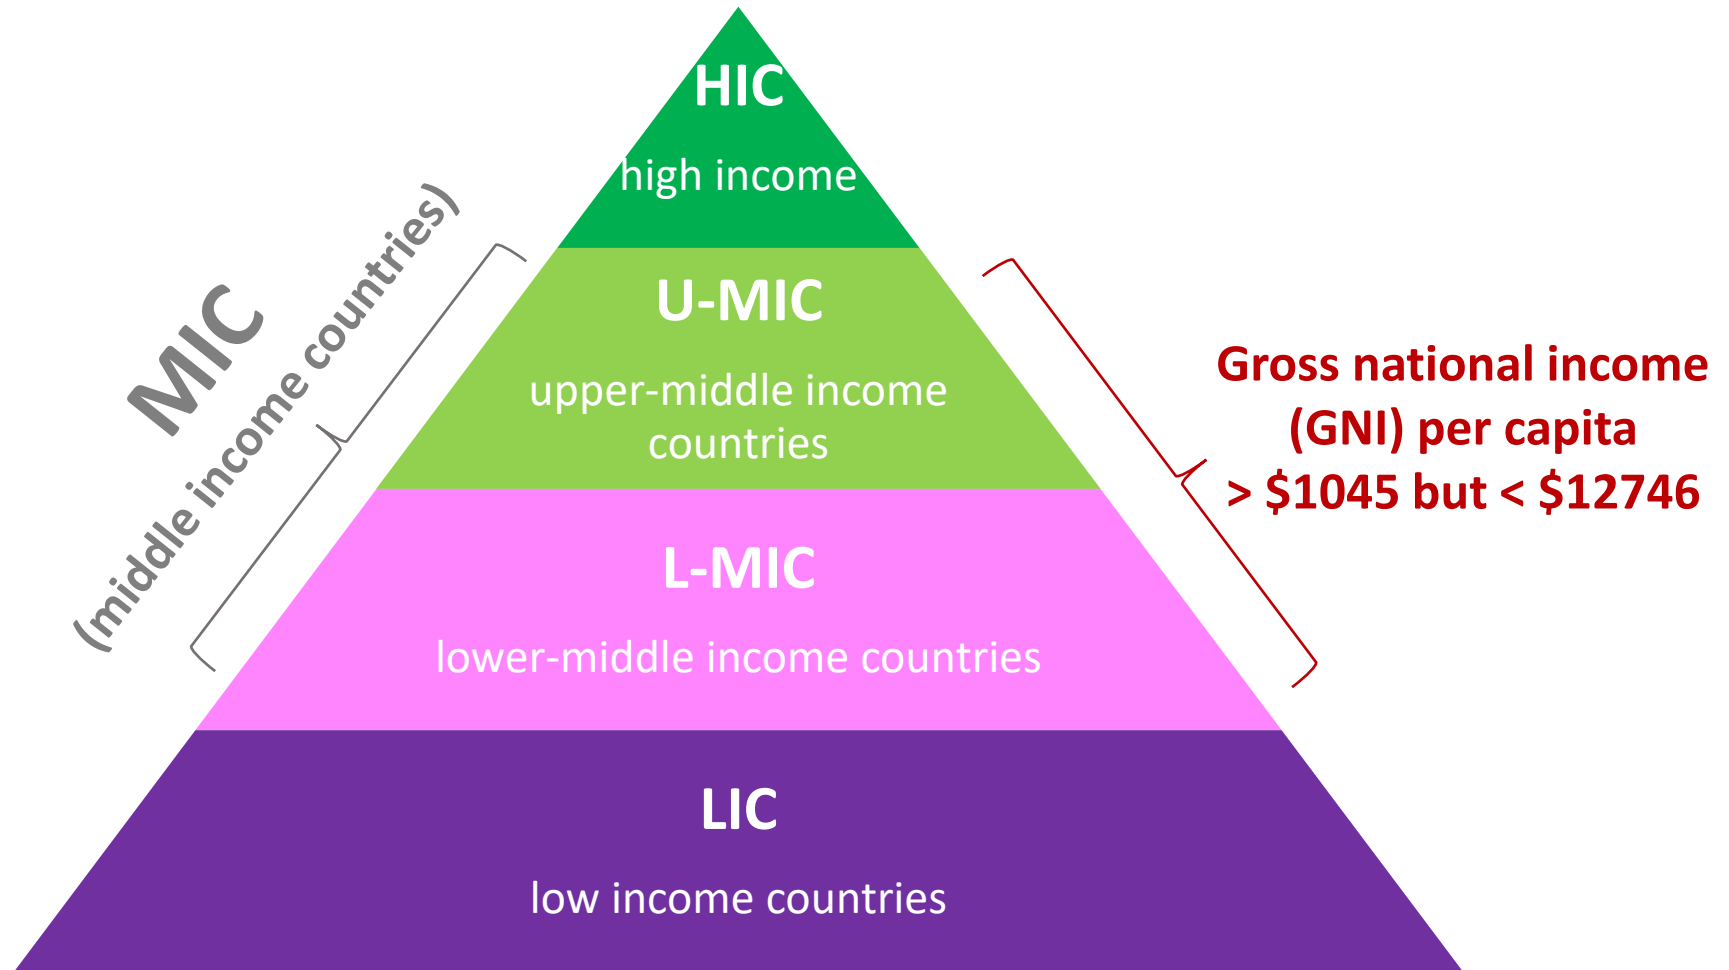 HIC
high income
U-MIC
upper-middle income
countries
L-MIC
lower-middle income countries
LIC
low income countries
MIC
(middle income countries)
Gross national income
(GNI) per capita
> $1045 but < $12746